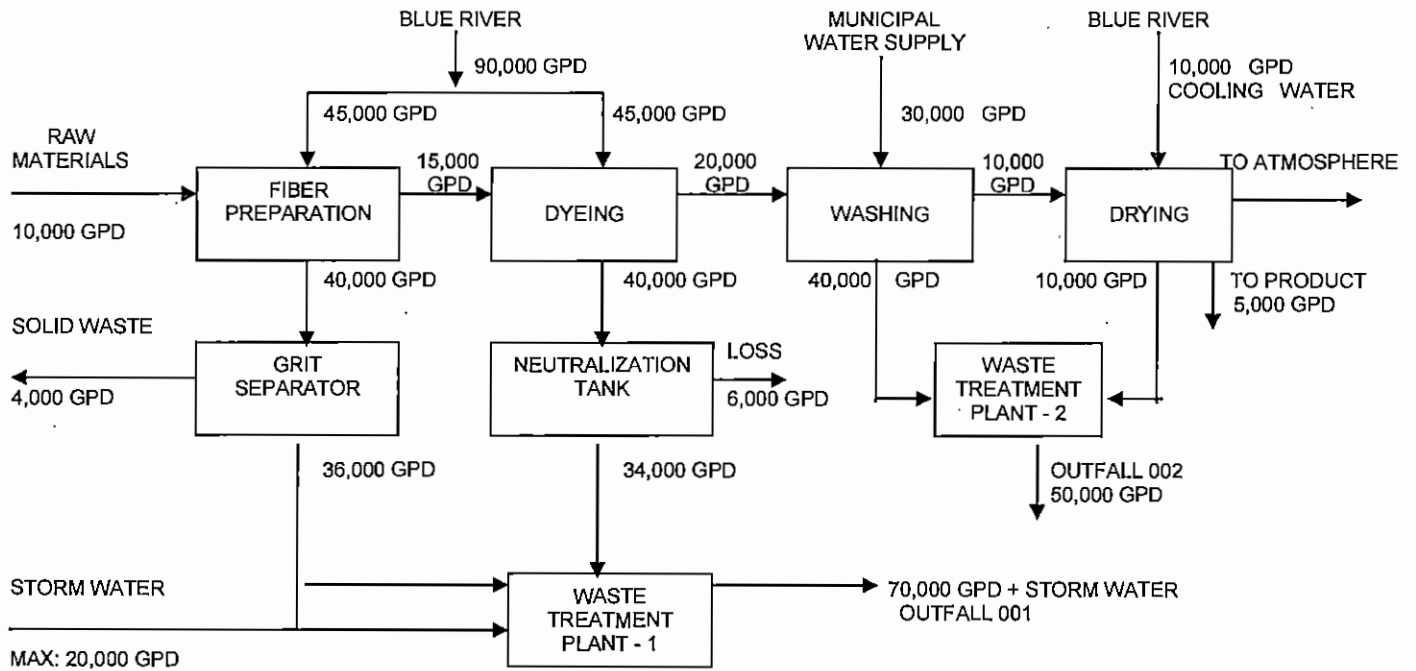 BLUE RIVER
90,000 GPD
45,000 GPD
45,000 GPD
MUNICIPAL
WATER SUPPLY
30,000 GPD
BLUE RIVER
10,000 GPD
COOLING WATER
RAW
MATERIALS
10,000 GPD
FIBER
PREPARATION
15,000
GPD
DYEING
20,000
GPD
WASHING
10,000
GPD
DRYING
TO ATMOSPHERE
40,000 GPD
40,000 GPD
40,000 GPD
10,000 GPD
TO PRODUCT
5,000 GPD
SOLID WASTE
4,000 GPD
GRIT
SEPARATOR
NEUTRALIZATION
TANK
LOSS
6,000 GPD
WASTE
TREATMENT
PLANT - 2
36,000 GPD
34,000 GPD
OUTFALL 002
50,000 GPD
STORM WATER
MAX: 20,000 GPD
WASTE
TREATMENT
PLANT - 1
70,000 GPD + STORM WATER
OUTFALL 001